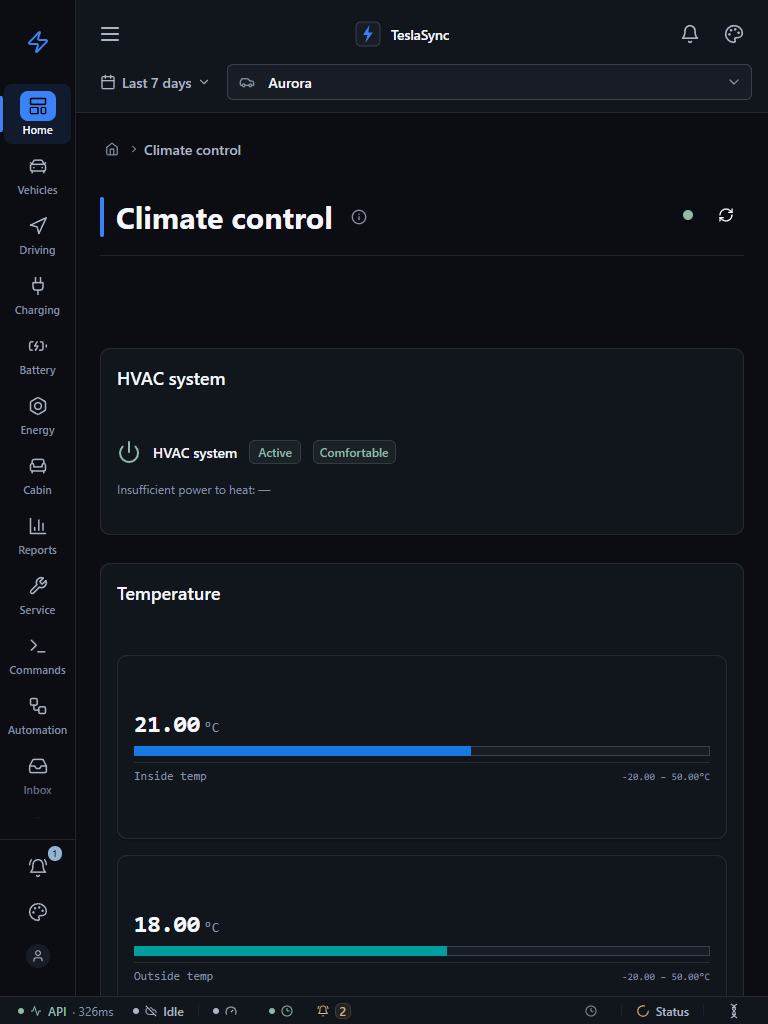 TeslaSync
Last 7 days
Aurora
Home
Vehicles
Driving
Charging
Battery
Energy
Cabin
Reports
Service
Commands
Automation
Inbox
1
Climate control
Climate control
HVAC system
HVAC system Active Comfortable
Insufficient power to heat: —
Temperature
21.00 °C
Inside temp -20.00 – 50.00°C
18.00 °C
Outside temp -20.00 – 50.00°C
API · 326ms Idle 2 Status